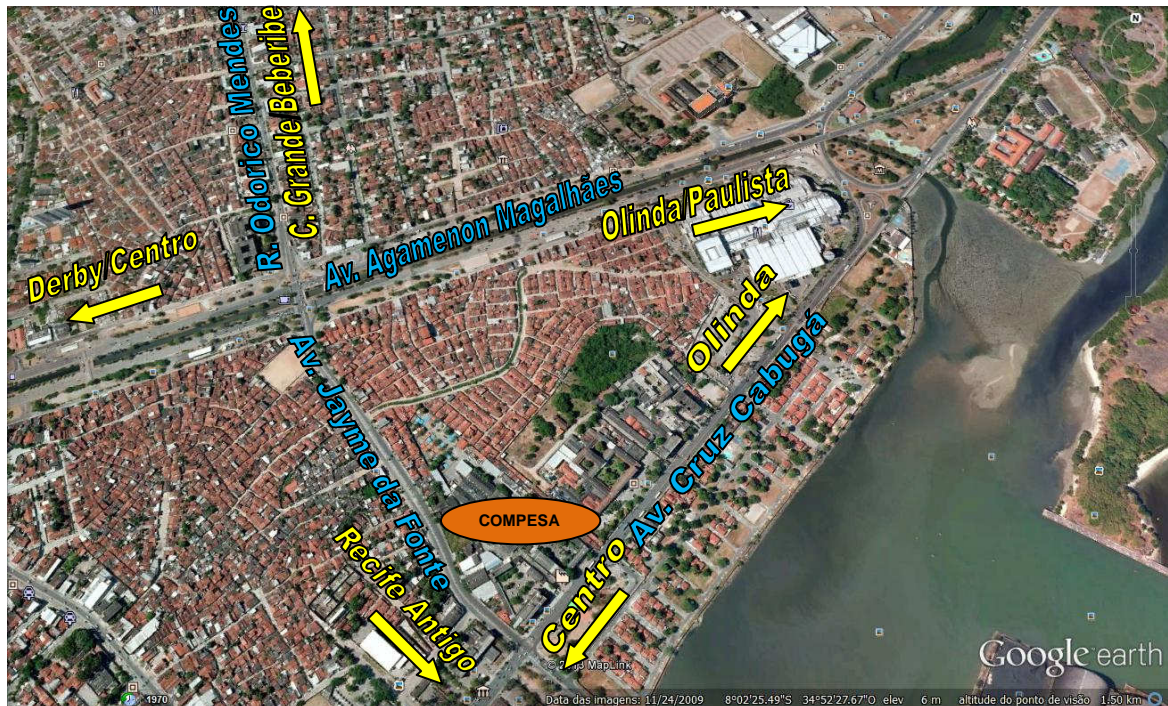 R. Odorico Mendes
C. Grande/Beberibe
Derby/Centro
Av. Agamenon Magalhães
Olinda/Paulista
Olinda
Av. Jayme da Fonte
Av. Cruz Cabugá
COMPESA
Centro
Recife Antigo
N
© 2013 MapLink
Google earth
1970
Data das imagens: 11/24/2009 8°02'25.49"S 34°52'27.67"O elev 6 m altitude do ponto de visão 1.50 km